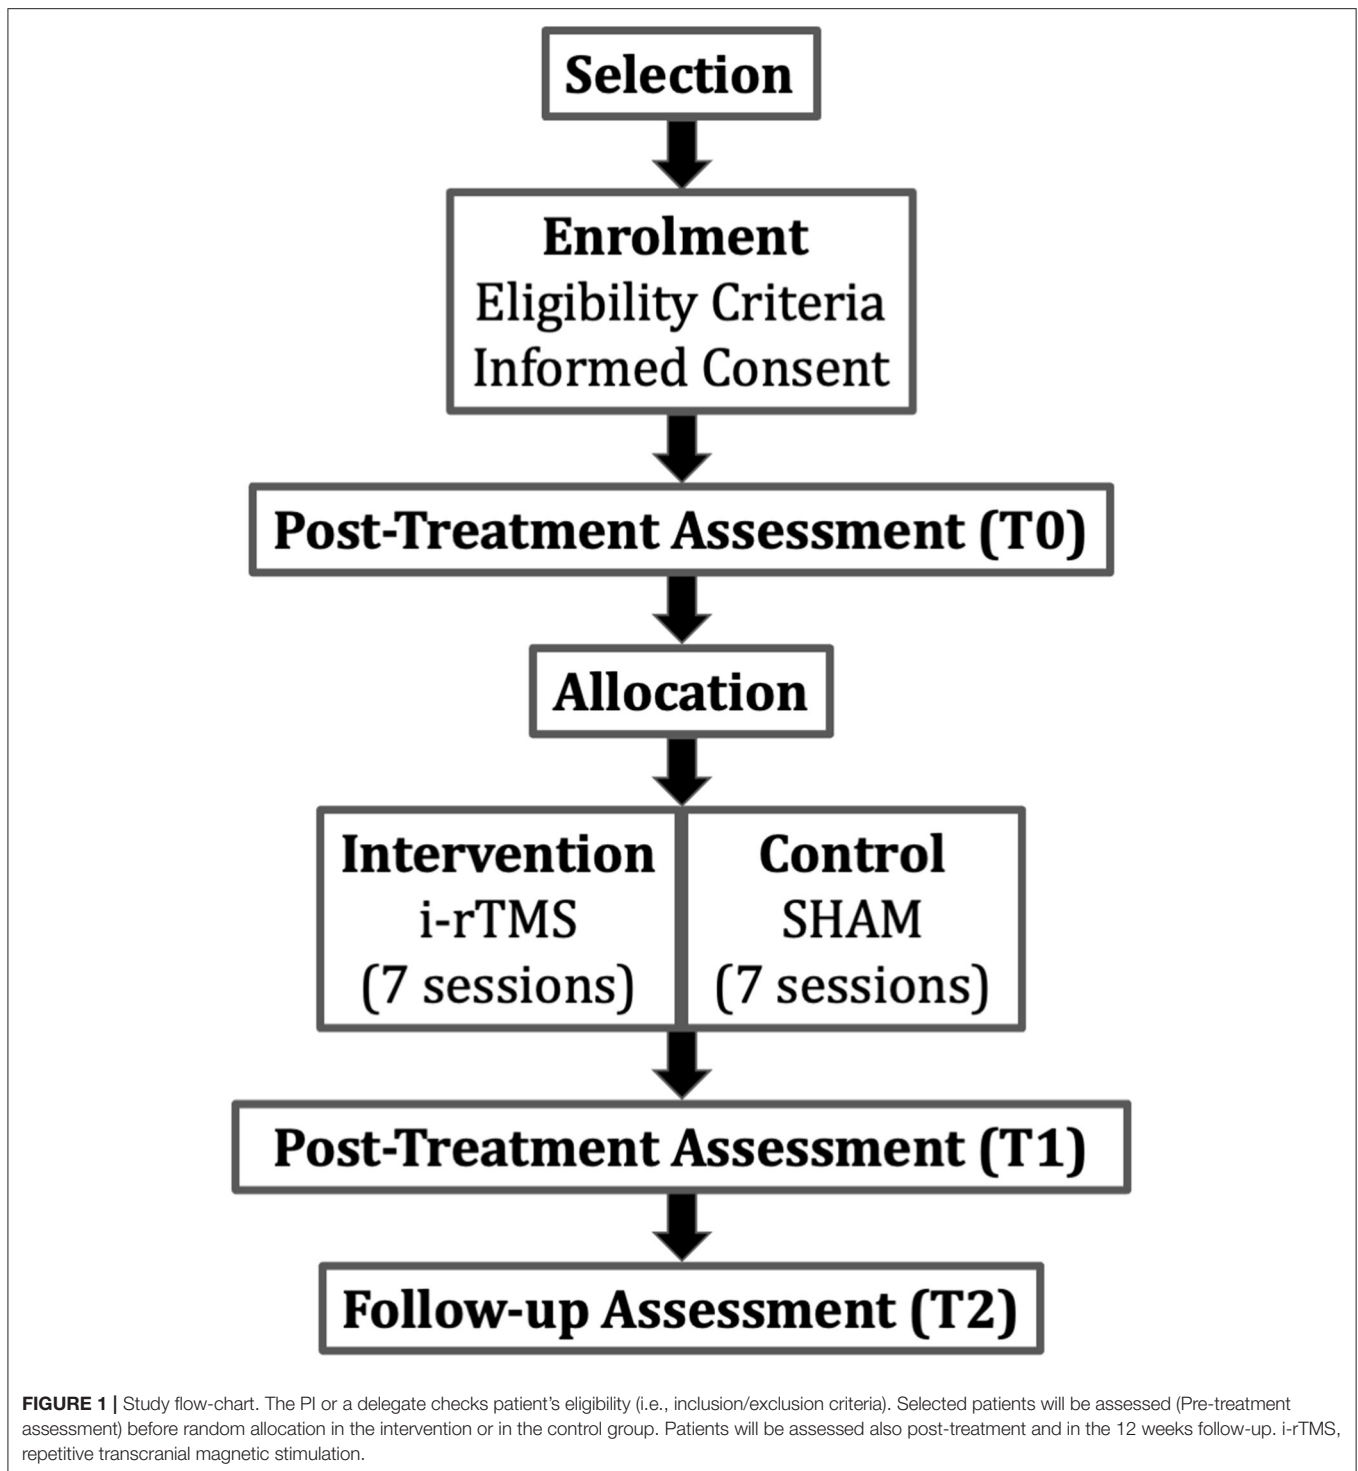 Selection
Enrolment
Eligibility Criteria
Informed Consent
Post-Treatment Assessment (T0)
Allocation
Intervention
i-rTMS
(7 sessions)
Control
SHAM
(7 sessions)
Post-Treatment Assessment (T1)
Follow-up Assessment (T2)
FIGURE 1 | Study flow-chart. The PI or a delegate checks patient's eligibility (i.e., inclusion/exclusion criteria). Selected patients will be assessed (Pre-treatment
assessment) before random allocation in the intervention or in the control group. Patients will be assessed also post-treatment and in the 12 weeks follow-up. i-rTMS,
repetitive transcranial magnetic stimulation.